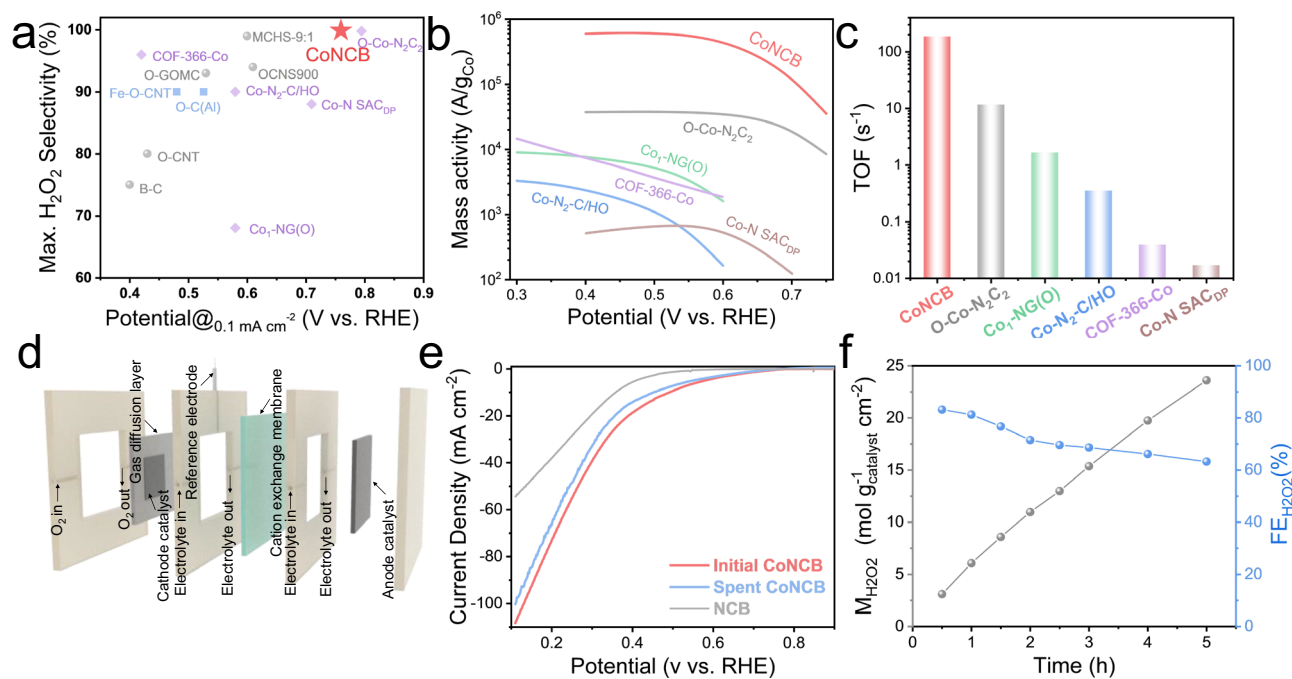 a
Max. H2O2 Selectivity (%)
100
90
80
70
60
0.4
0.5
0.6
0.7
0.8
0.9
Potential@0.1 mA cm-2 (V vs. RHE)
MCHS-9:1
CoNCB
O-Co-N2C2
COF-366-Co
O-GOMC
OCNS900
Fe-O-CNT
O-C(Al)
Co-N2-C/HO
Co-N SACDP
O-CNT
B-C
Co1-NG(O)
b
Mass activity (A/gCo)
10^6
10^5
10^4
10^3
10^2
0.3
0.4
0.5
0.6
0.7
Potential (V vs. RHE)
CoNCB
O-Co-N2C2
Co1-NG(O)
COF-366-Co
Co-N2-C/HO
Co-N SACDP
c
TOF (s-1)
100
10
1
0.1
0.01
CoNCB
O-Co-N2C2
Co1-NG(O)
Co-N2-C/HO
COF-366-Co
Co-N SACDP
d
O2 in
O2 out
Gas diffusion layer
Cathode catalyst
Electrolyte in
Reference electrode
Electrolyte out
Cation exchange membrane
Electrolyte in
Electrolyte out
Anode catalyst
e
Current Density (mA cm-2)
0
-20
-40
-60
-80
-100
0.2
0.4
0.6
0.8
Potential (v vs. RHE)
Initial CoNCB
Spent CoNCB
NCB
f
MH2O2 (mol g-1catalyst cm-2)
25
20
15
10
5
0
0
1
2
3
4
5
Time (h)
100
80
60
40
20
0
FEH2O2(%)